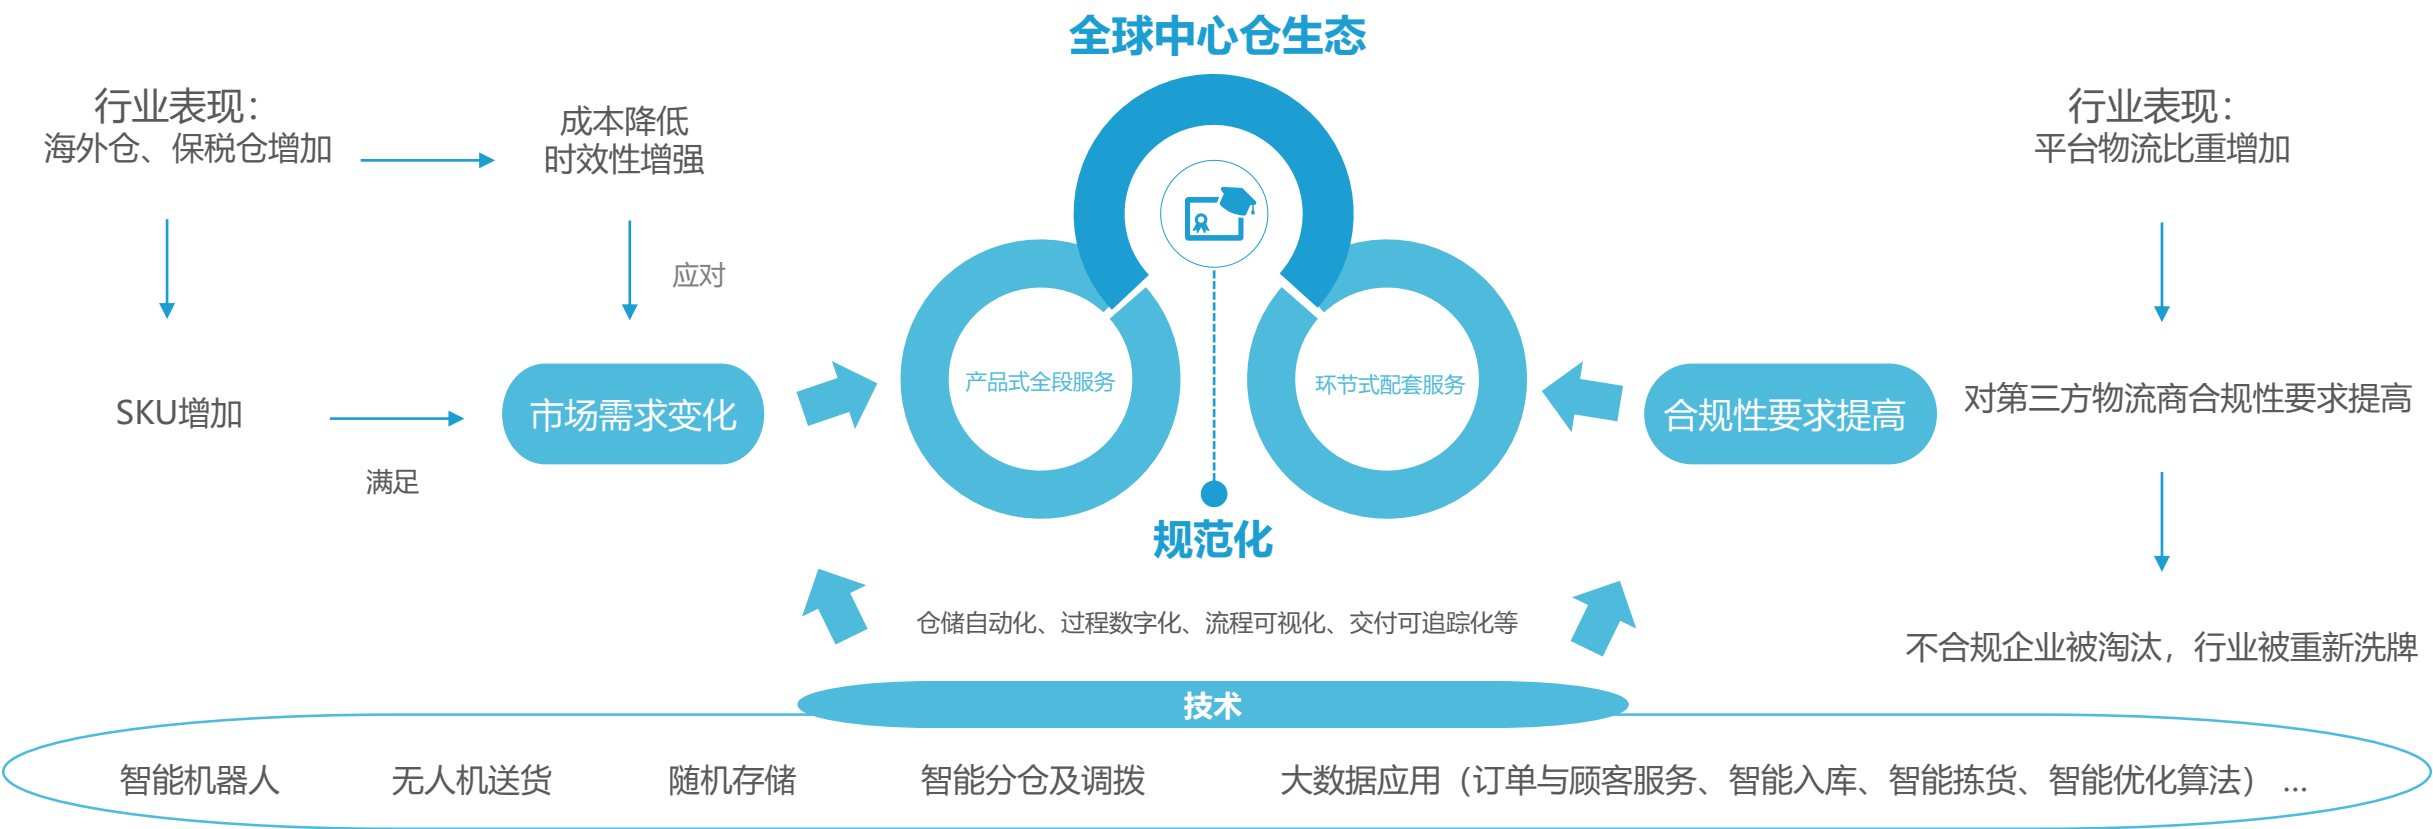 全球中心仓生态
行业表现：
海外仓、保税仓增加
成本降低
时效性增强
应对
SKU增加
满足
市场需求变化
产品式全段服务
环节式配套服务
规范化
仓储自动化、过程数字化、流程可视化、交付可追踪化等
行业表现：
平台物流比重增加
合规性要求提高
对第三方物流商合规性要求提高
不合规企业被淘汰，行业被重新洗牌
技术
智能机器人
无人机送货
随机存储
智能分仓及调拨
大数据应用（订单与顾客服务、智能入库、智能拣货、智能优化算法） ...